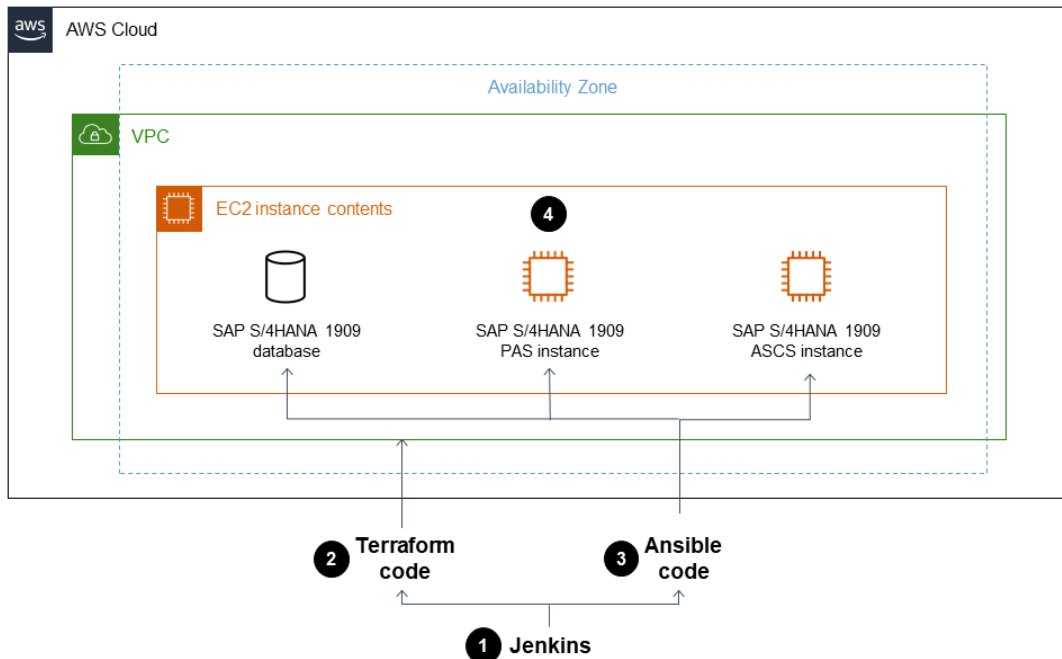 aws
AWS Cloud
Availability Zone
VPC
EC2 instance contents
4
SAP S/4HANA 1909
database
SAP S/4HANA 1909
PAS instance
SAP S/4HANA 1909
ASCS instance
2
Terraform
code
3
Ansible
code
1
Jenkins